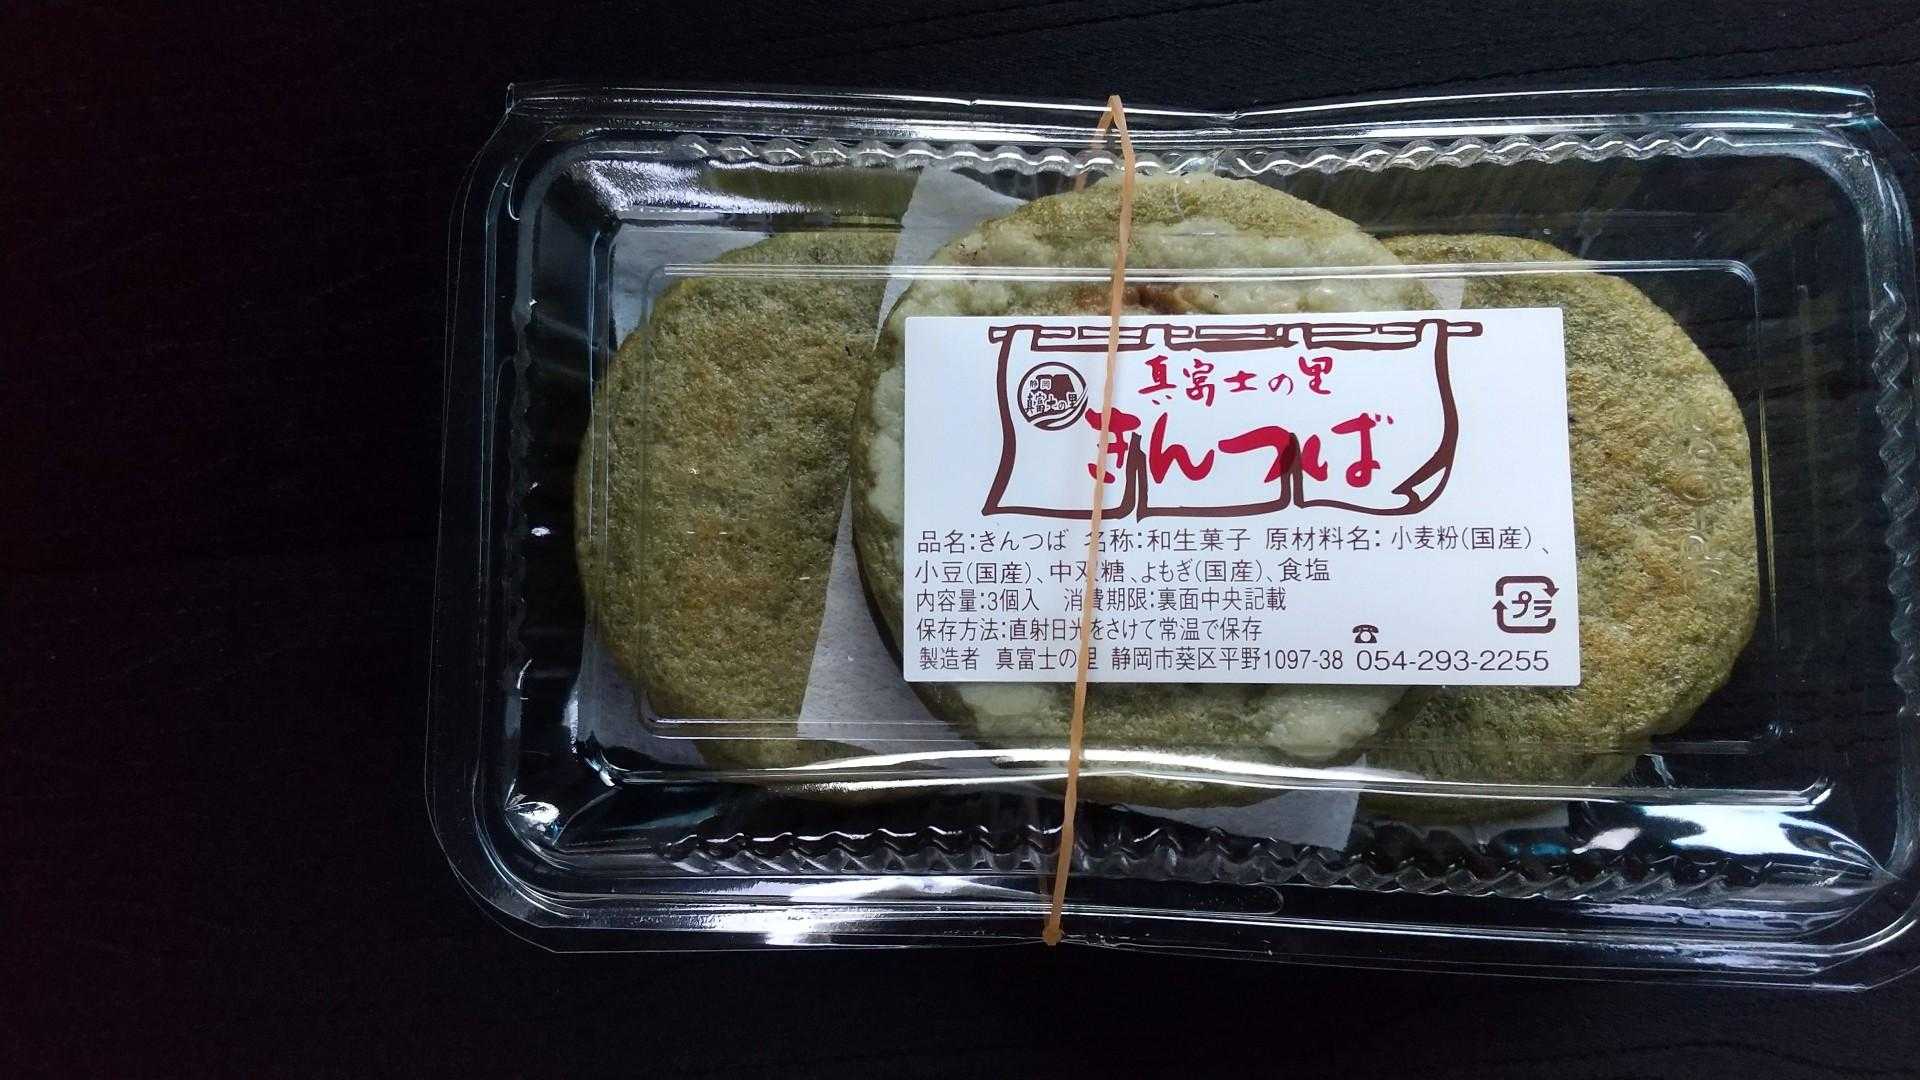 真富士の里
静岡
真富士の里
きんつば
品名:きんつば 名称:和生菓子 原材料名:小麦粉(国産)、
小豆(国産)、中双糖、よもぎ(国産)、食塩
内容量:3個入 消費期限:裏面中央記載
保存方法:直射日光をさけて常温で保存
製造者 真富士の里 静岡市葵区平野1097-38 ☎054-293-2255
プラ